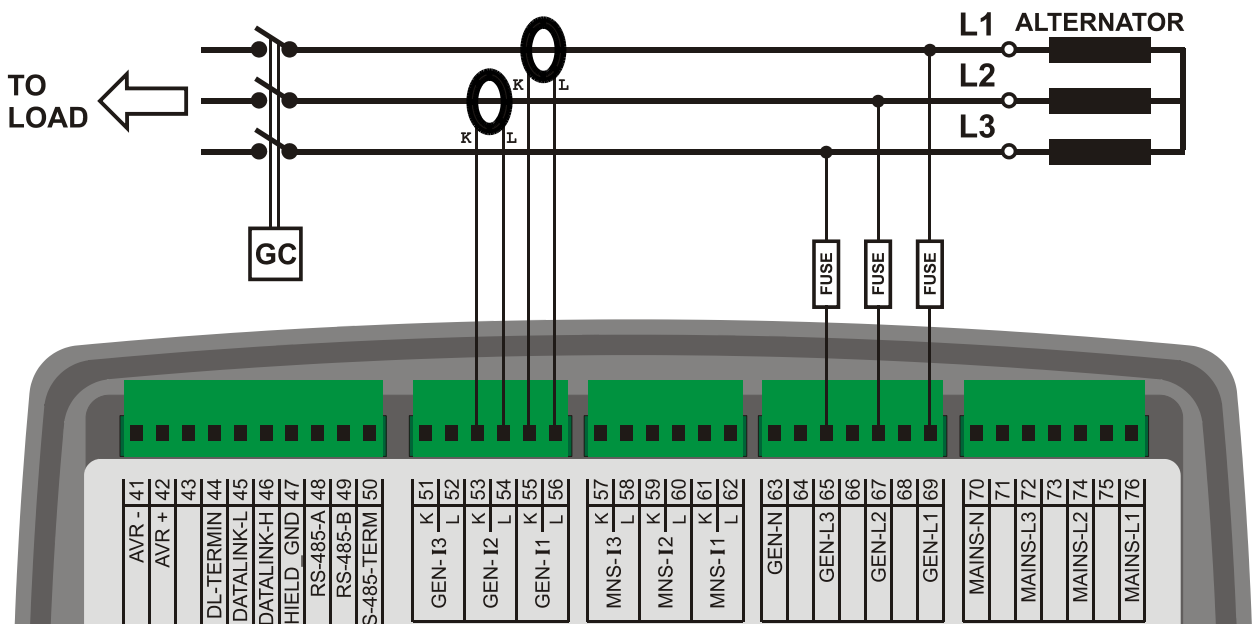 L1 ALTERNATOR
TO
LOAD
K L
L2
K L
L3
GC
FUSE
FUSE
FUSE
41 AVR -
42 AVR +
43
44 DL-TERMIN
45 DATALINK-L
46 DATALINK-H
47 HIELD_GND
48 RS-485-A
49 RS-485-B
50 S-485-TERM
51 K
52 L
GEN-I3
53 K
54 L
GEN-I2
55 K
56 L
GEN-I1
57 K
58 L
MNS-I3
59 K
60 L
MNS-I2
61 K
62 L
MNS-I1
63 GEN-N
64
65 GEN-L3
66
67 GEN-L2
68
69 GEN-L1
70 MAINS-N
71
72 MAINS-L3
73
74 MAINS-L2
75
76 MAINS-L1